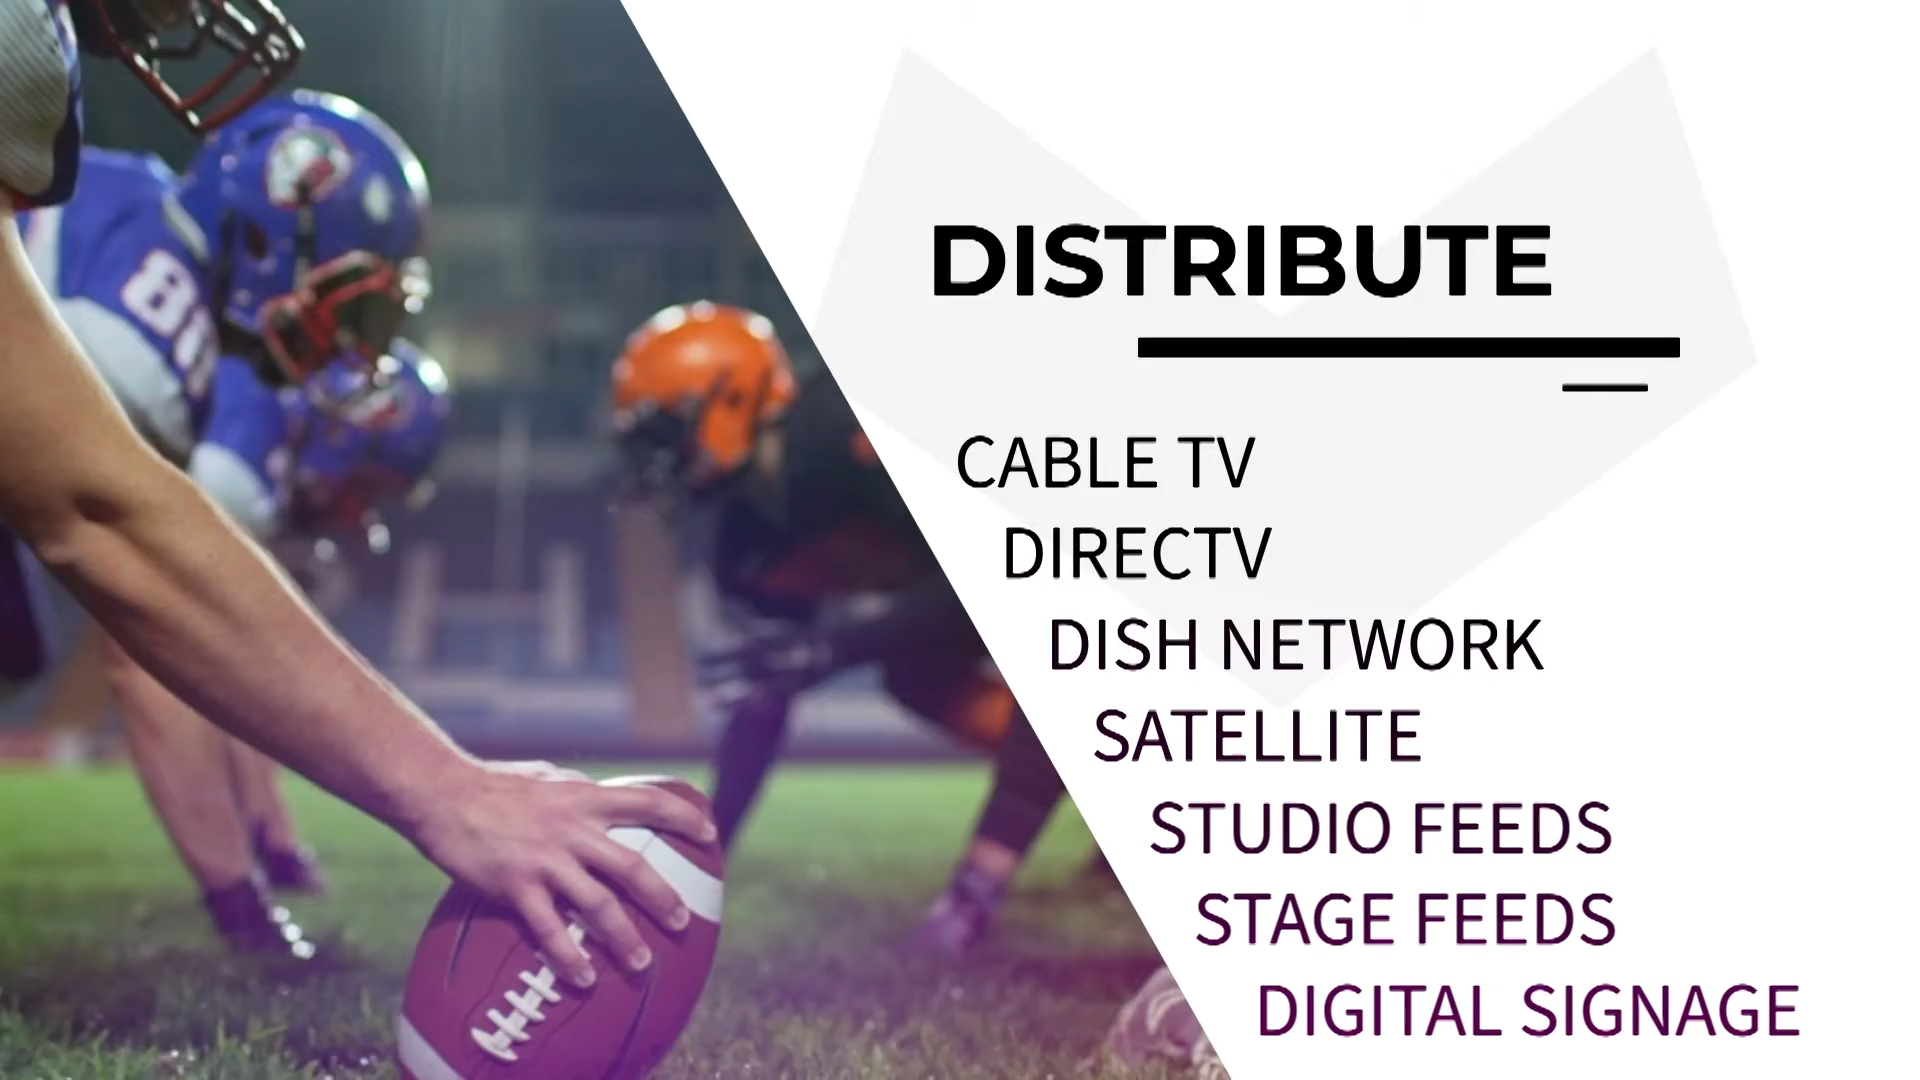 DISTRIBUTE
CABLE TV
DIRECTV
DISH NETWORK
SATELLITE
STUDIO FEEDS
STAGE FEEDS
DIGITAL SIGNAGE